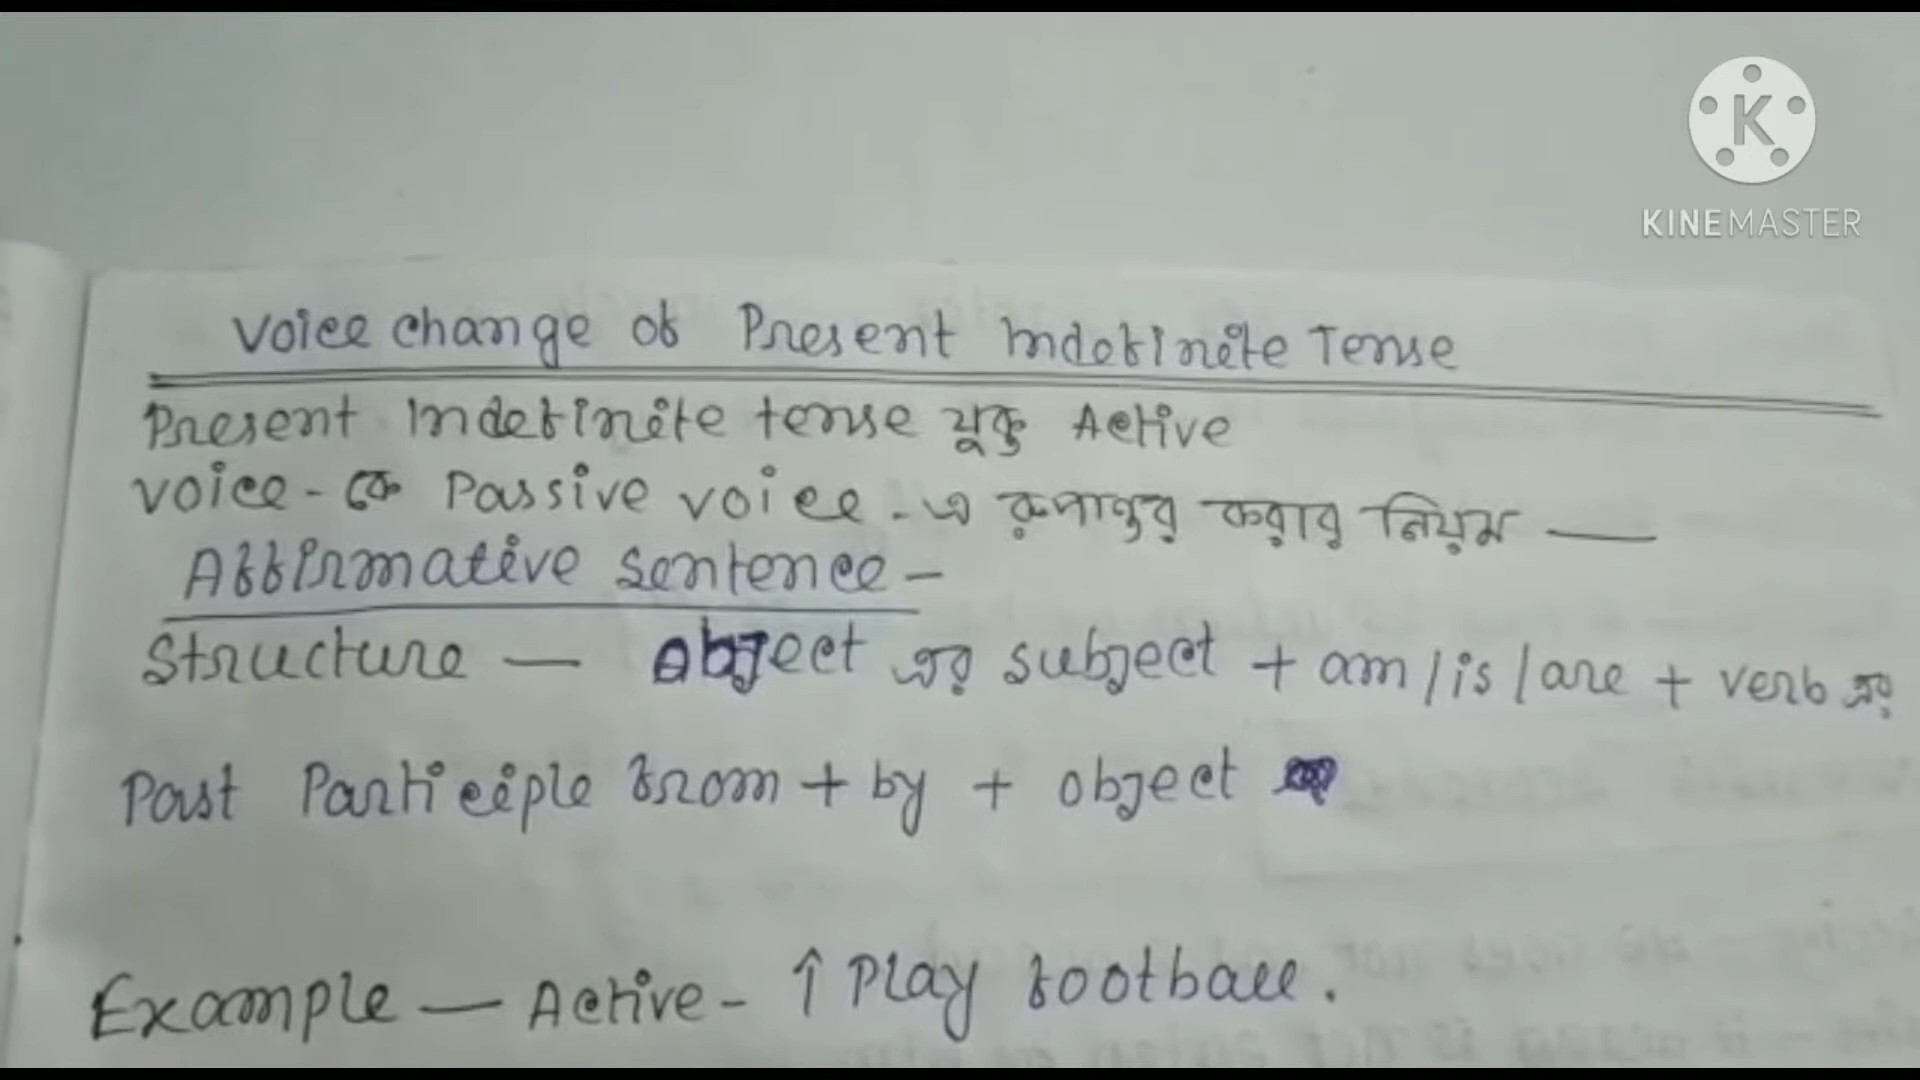 K
KINEMASTER
Voice change of Present Indefinite Tense
Present Indefinite tense যুক্ত Active
voice - কে Passive voice - এ রুপান্তর করার নিয়ম —
Affirmative sentence -
Structure — object এর subject + am / is / are + verb এর
Past Participle from + by + object
Example — Active - I Play football.